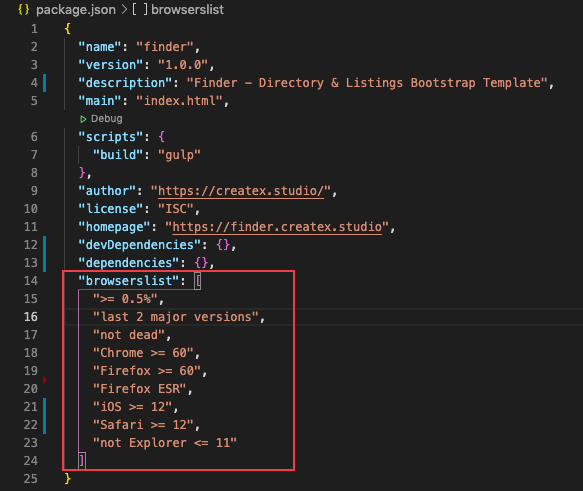 {} package.json > [ ] browserslist
1 {
2 "name": "finder",
3 "version": "1.0.0",
4 "description": "Finder – Directory & Listings Bootstrap Template",
5 "main": "index.html",
Debug
6 "scripts": {
7 "build": "gulp"
8 },
9 "author": "https://createx.studio/",
10 "license": "ISC",
11 "homepage": "https://finder.createx.studio",
12 "devDependencies": {},
13 "dependencies": {},
14 "browserslist": [
15 ">= 0.5%",
16 "last 2 major versions",
17 "not dead",
18 "Chrome >= 60",
19 "Firefox >= 60",
20 "Firefox ESR",
21 "iOS >= 12",
22 "Safari >= 12",
23 "not Explorer <= 11"
24 ]
25 }